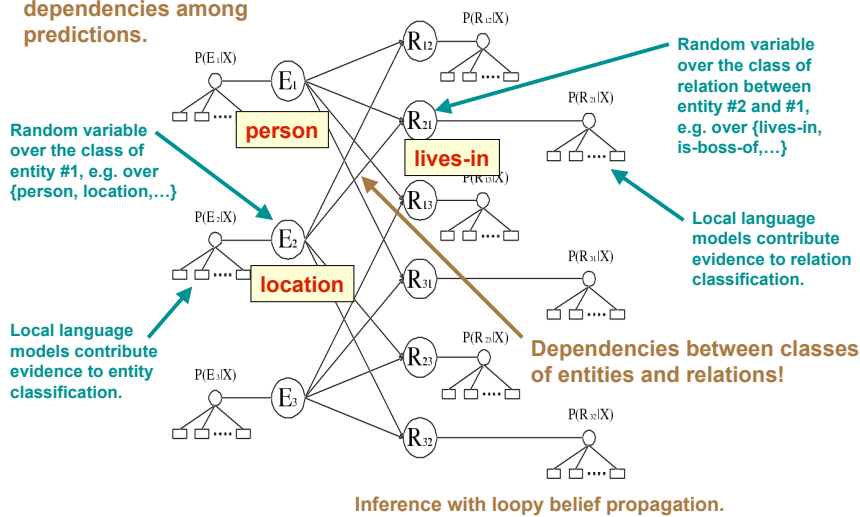 dependencies among
predictions.
P(E₁|X)
E₁
person
Random variable
over the class of
entity #1, e.g. over
{person, location,…}
P(E₂|X)
E₂
location
Local language
models contribute
evidence to entity
classification.
P(E₃|X)
E₃
R₁₂
P(R₁₂|X)
R₂₁
P(R₂₁|X)
lives-in
R₁₃
P(R₁₃|X)
R₃₁
P(R₃₁|X)
R₂₃
P(R₂₃|X)
R₃₂
P(R₃₂|X)
Random variable
over the class of
relation between
entity #2 and #1,
e.g. over {lives-in,
is-boss-of,…}
Local language
models contribute
evidence to relation
classification.
Dependencies between classes
of entities and relations!
Inference with loopy belief propagation.